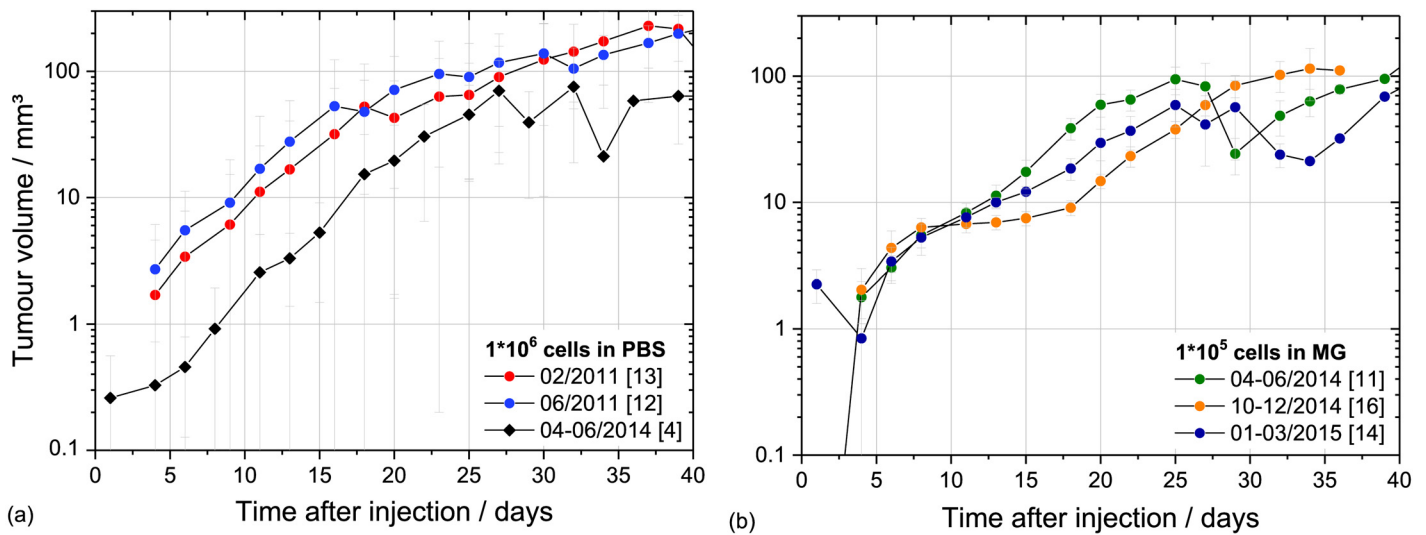 Tumour volume / mm³
100
10
1
0.1
1*10⁶ cells in PBS
02/2011 [13]
06/2011 [12]
04-06/2014 [4]
0 5 10 15 20 25 30 35 40
Time after injection / days
(a)
100
10
1
0.1
1*10⁵ cells in MG
04-06/2014 [11]
10-12/2014 [16]
01-03/2015 [14]
0 5 10 15 20 25 30 35 40
Time after injection / days
(b)